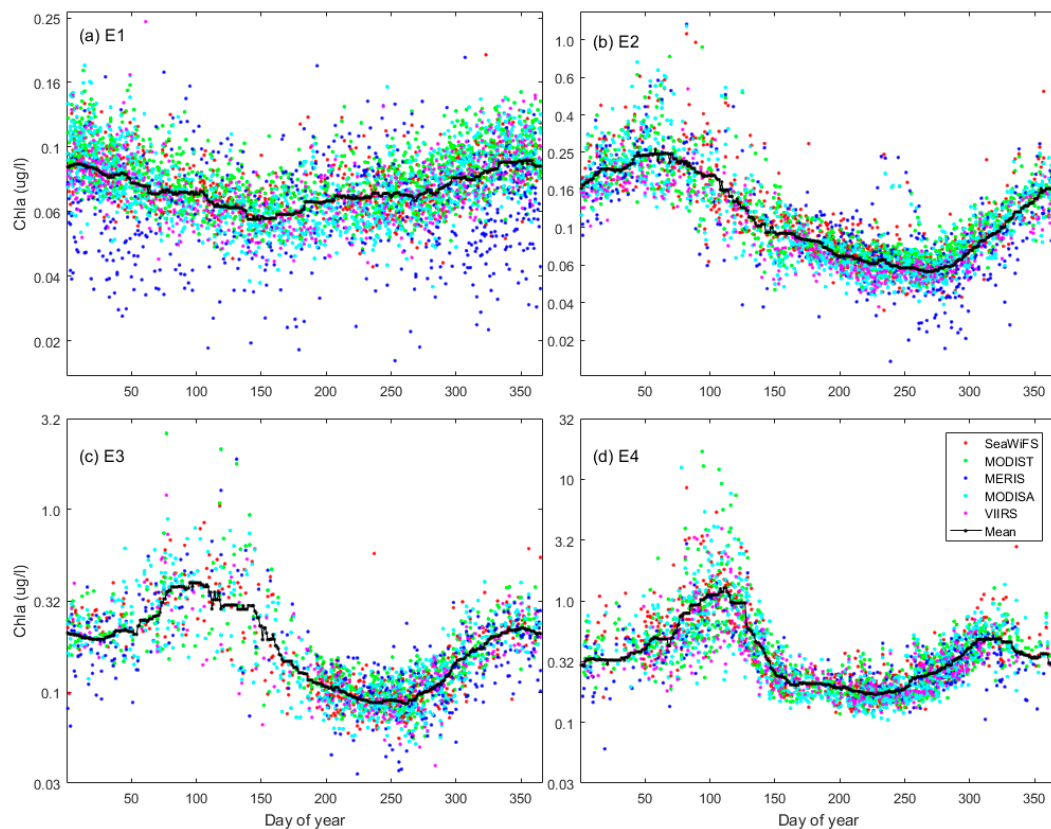 (a) E1
0.25
0.16
0.1
0.06
0.04
0.02
Chla (ug/l)
50 100 150 200 250 300 350
(b) E2
1.0
0.6
0.4
0.25
0.16
0.1
0.06
0.04
0.02
50 100 150 200 250 300 350
(c) E3
3.2
1.0
0.32
0.1
0.03
Chla (ug/l)
50 100 150 200 250 300 350
Day of year
(d) E4
32
10
3.2
1.0
0.32
0.1
0.03
SeaWiFS
MODIST
MERIS
MODISA
VIIRS
Mean
50 100 150 200 250 300 350
Day of year